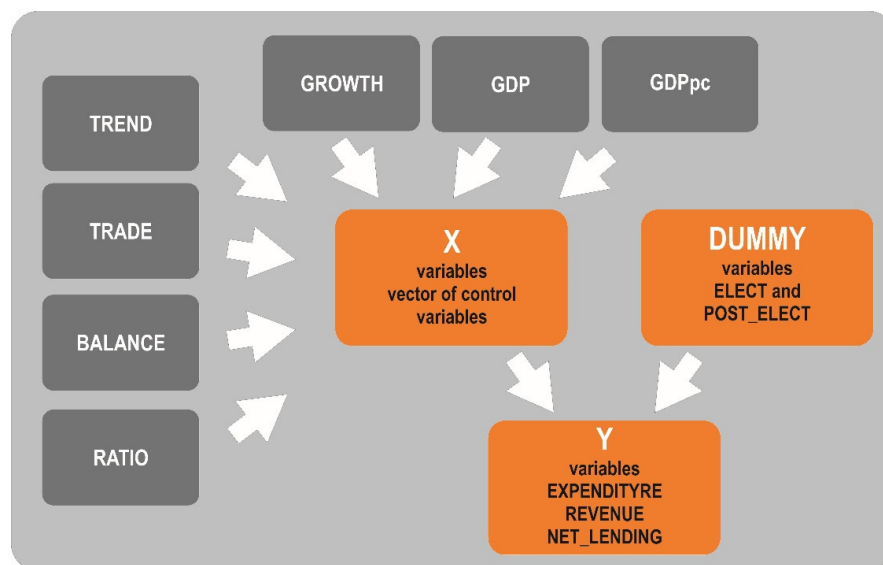 GROWTH
GDP
GDPpc
TREND
TRADE
BALANCE
RATIO
X
variables
vector of control
variables
DUMMY
variables
ELECT and
POST_ELECT
Y
variables
EXPENDITYRE
REVENUE
NET_LENDING